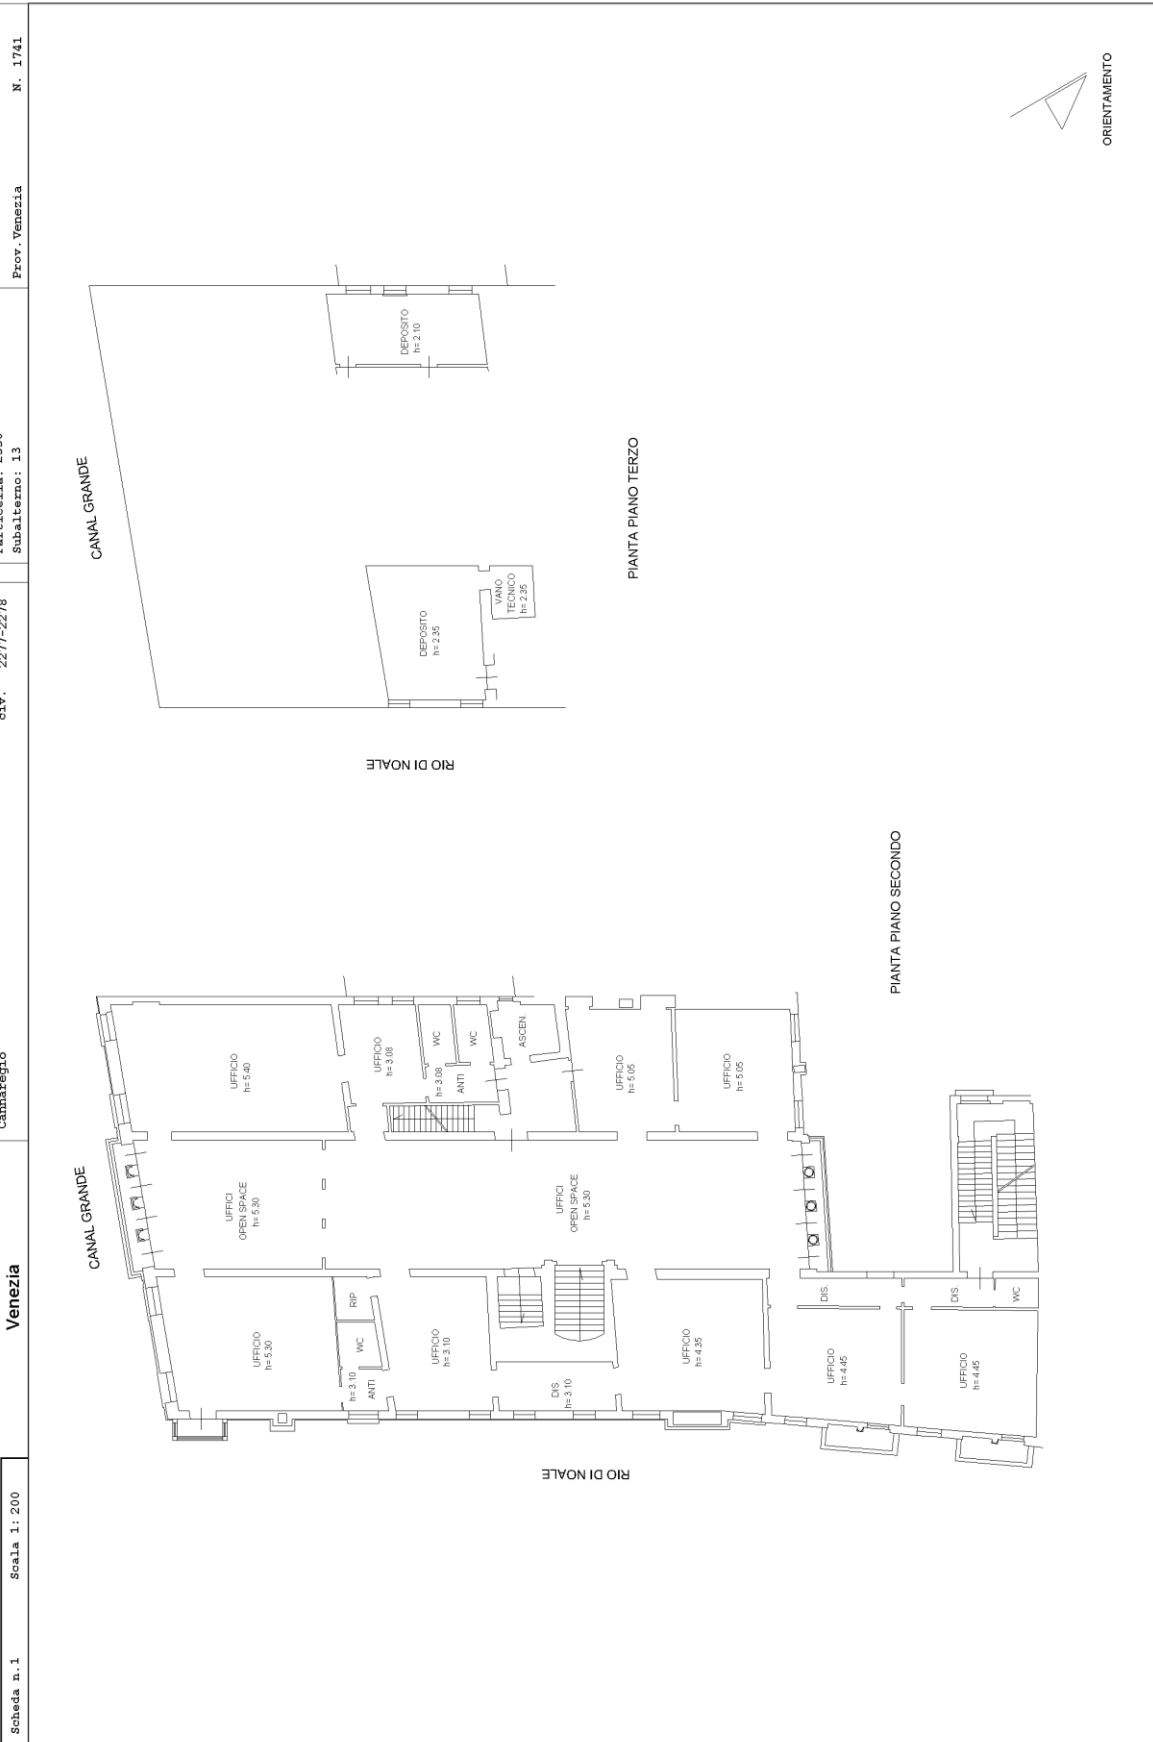 Cannaregio
civ. 2277-2278
Subalterno: 13
Prov. Venezia
N. 1741
Venezia
Scheda n.1
Scala 1: 200
CANAL GRANDE
UFFICIO
h= 5.40
UFFICIO
h= 3.08
WC
WC
h= 3.08
ANTI
ASCEN.
UFFICIO
h= 5.05
UFFICIO
h= 5.05
UFFICI
OPEN SPACE
h= 5.30
UFFICI
OPEN SPACE
h= 5.30
UFFICIO
h= 5.30
RIP.
WC
h= 3.10
ANTI
UFFICIO
h= 3.10
DIS.
h= 3.10
UFFICIO
h= 4.35
DIS.
UFFICIO
h= 4.45
DIS.
WC
UFFICIO
h= 4.45
RIO DI NOALE
PIANTA PIANO SECONDO
CANAL GRANDE
DEPOSITO
h= 2.10
DEPOSITO
h= 2.35
VANO
TECNICO
h= 2.35
RIO DI NOALE
PIANTA PIANO TERZO
ORIENTAMENTO